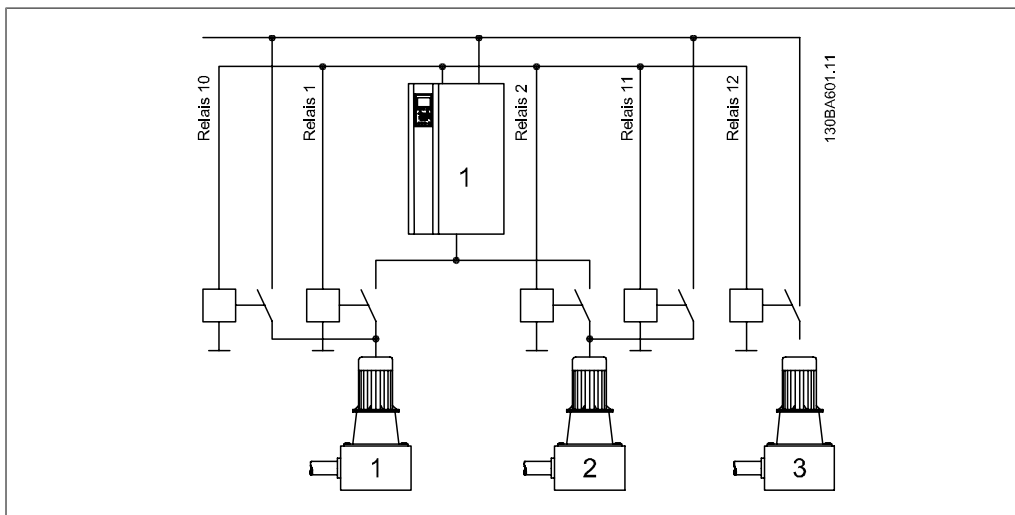 Relais 10
Relais 1
Relais 2
Relais 11
Relais 12
130BA601.11
1
1
2
3